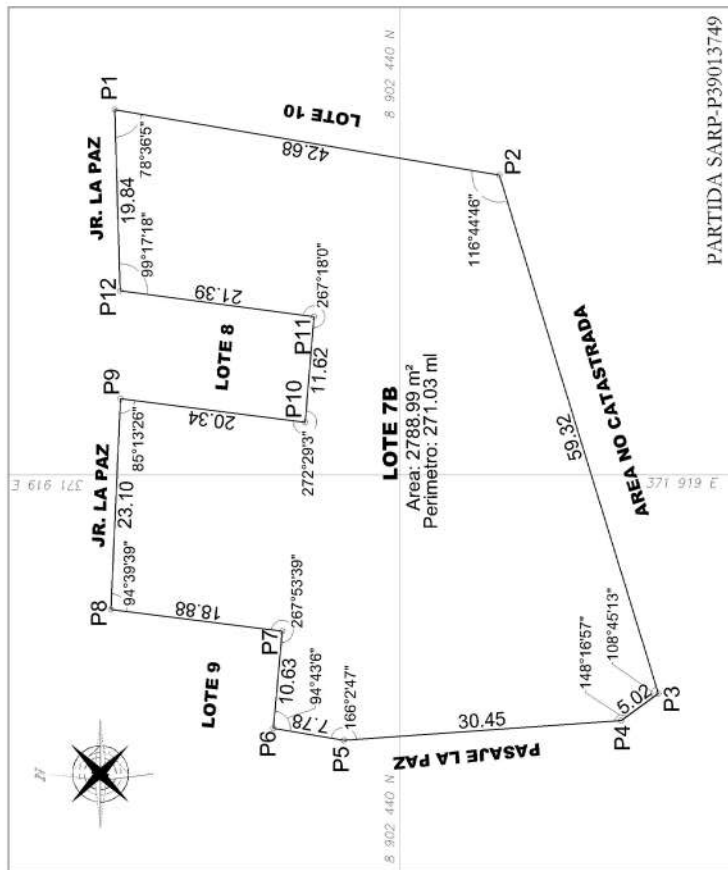 JR. LA PAZ
P8
P9
23.10
94°39'39"
85°13'26"
JR. LA PAZ
P12
P1
19.84
99°17'18"
78°36'5"
371 919 E
N
LOTE 9
18.88
20.34
LOTE 8
21.39
LOTE 10
42.68
P6
P7
10.63
267°53'39"
94°43'6"
7.78
166°2'47"
P5
P10
P11
11.62
272°29'3"
267°18'0"
8 902 440 N
8 902 440 N
LOTE 7B
Area: 2788.99 m²
Perimetro: 271.03 ml
PASAJE LA PAZ
30.45
116°44'46"
P2
59.32
AREA NO CATASTRADA
148°16'57"
108°45'13"
P4
5.02
P3
371 919 E
PARTIDA SARP-P39013749